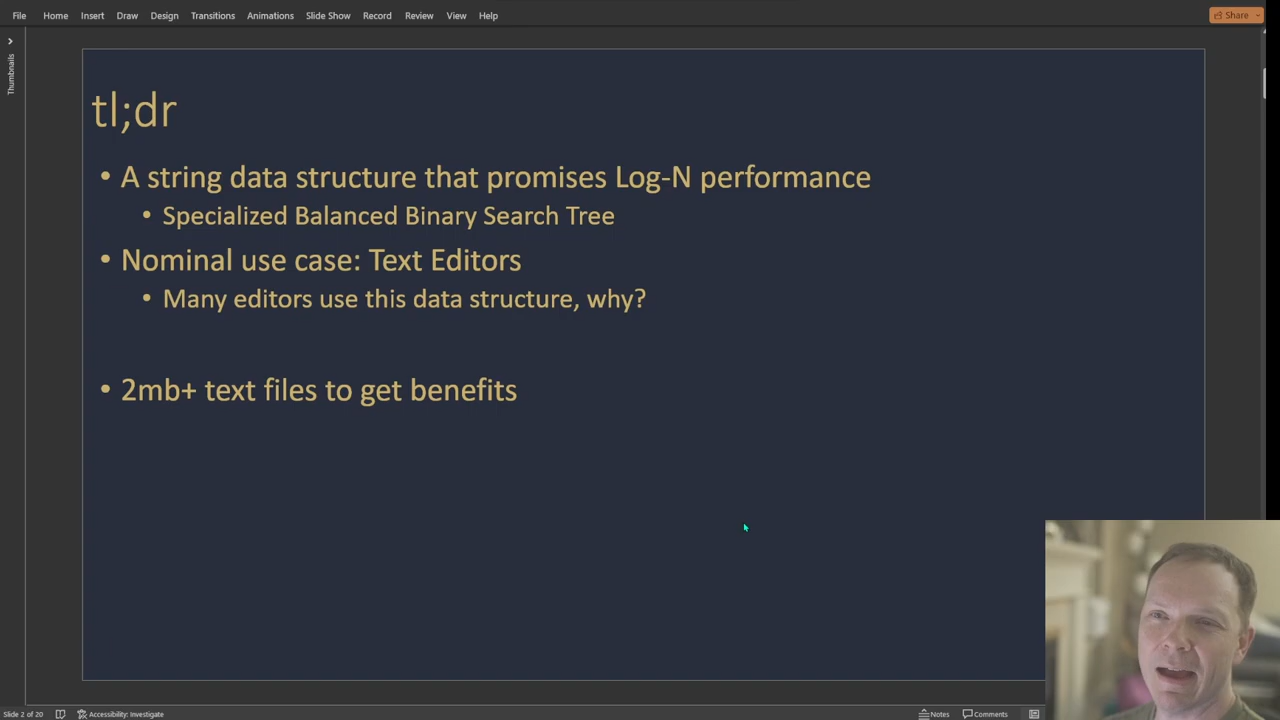 File Home Insert Draw Design Transitions Animations Slide Show Record Review View Help
Share
Thumbnails
tl;dr
• A string data structure that promises Log-N performance
• Specialized Balanced Binary Search Tree
• Nominal use case: Text Editors
• Many editors use this data structure, why?
• 2mb+ text files to get benefits
Slide 2 of 20 Accessibility: Investigate Notes Comments